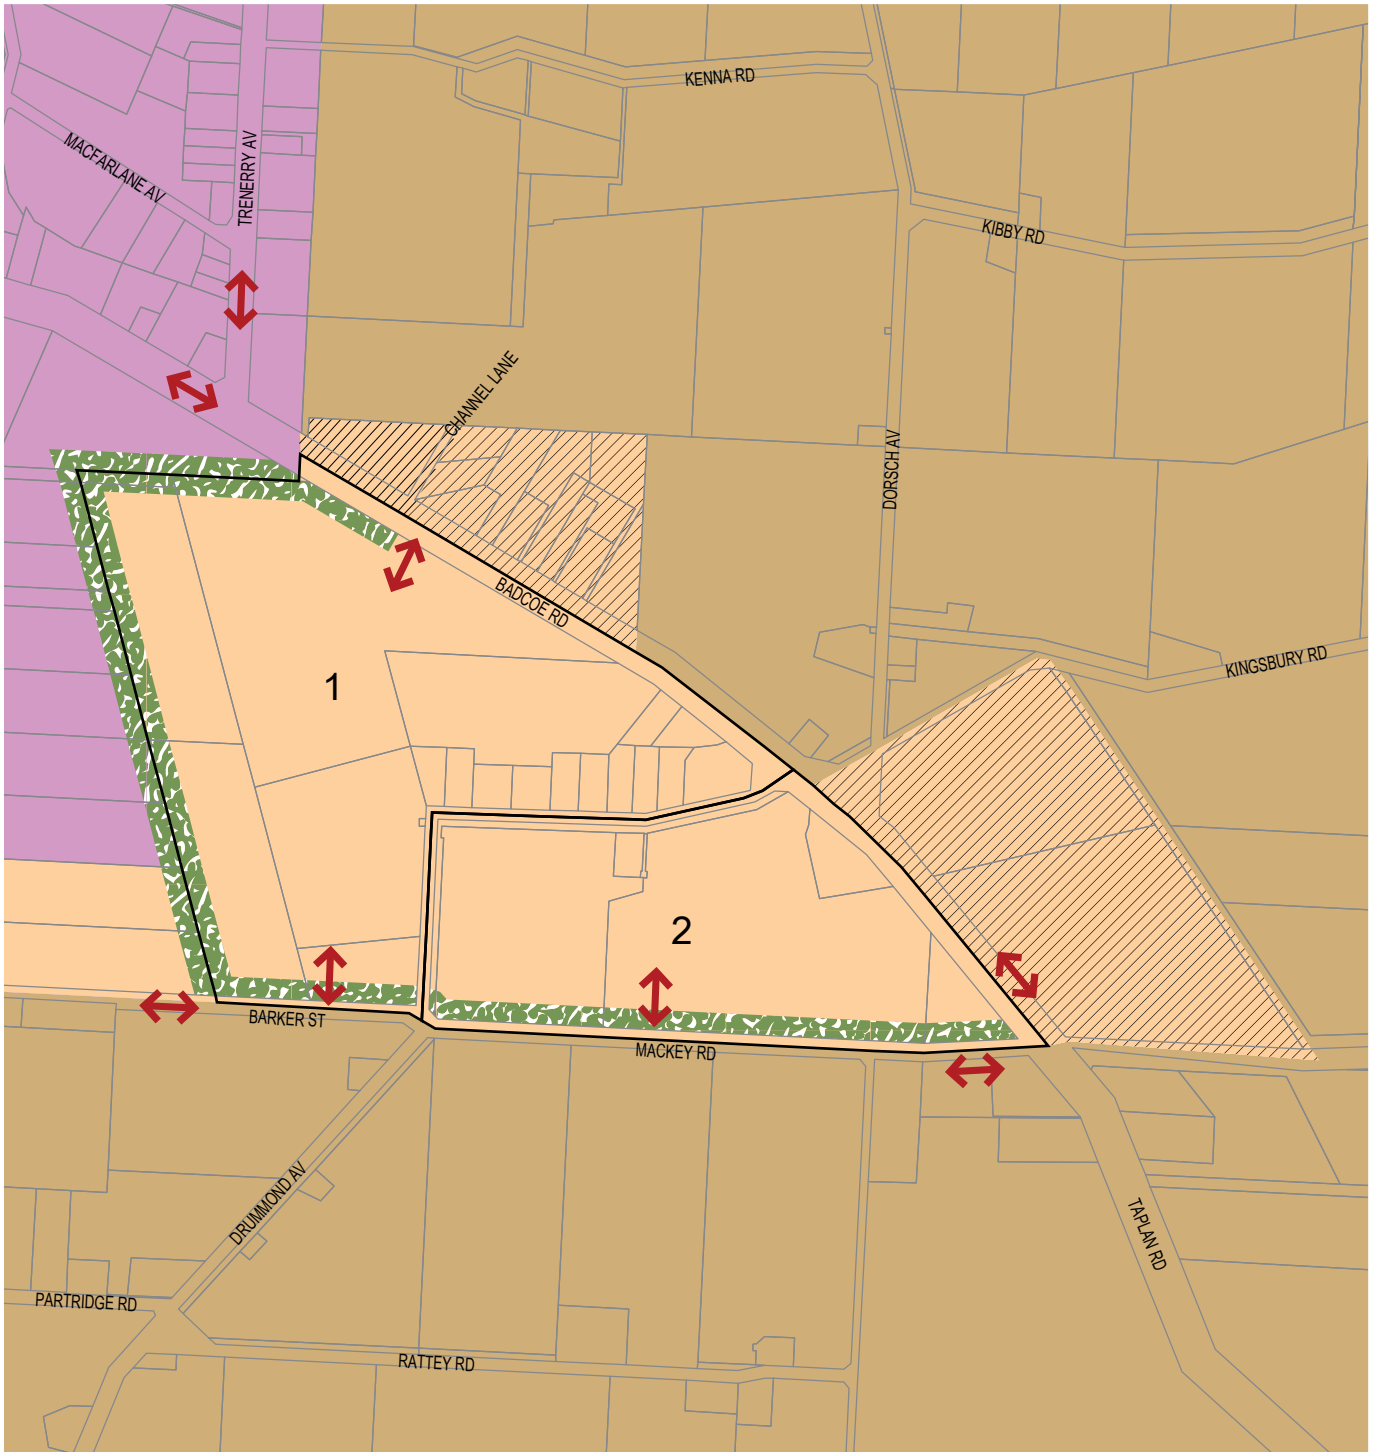 KENNA RD
MACFARLANE AV
TRENERRY AV
KIBBY RD
CHANNEL LANE
DORSCH AV
BADCOE RD
KINGSBURY RD
1
2
BARKER ST
MACKEY RD
DRUMMOND AV
TAPLAN RD
PARTRIDGE RD
RATTEY RD